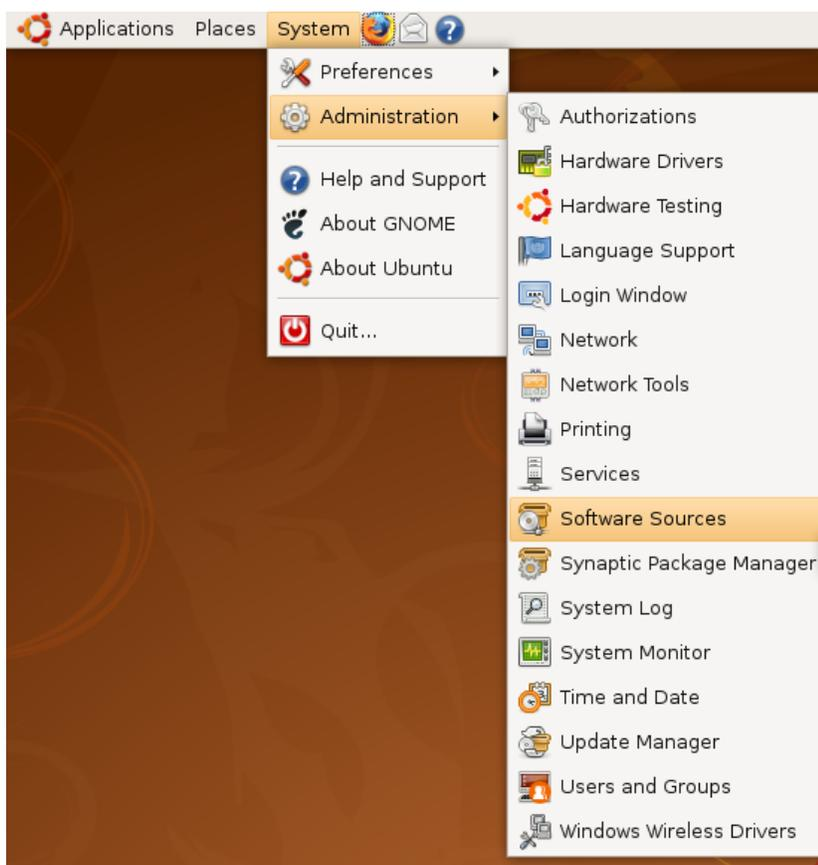 Applications Places System
Preferences
Administration
Help and Support
About GNOME
About Ubuntu
Quit...
Authorizations
Hardware Drivers
Hardware Testing
Language Support
Login Window
Network
Network Tools
Printing
Services
Software Sources
Synaptic Package Manager
System Log
System Monitor
Time and Date
Update Manager
Users and Groups
Windows Wireless Drivers